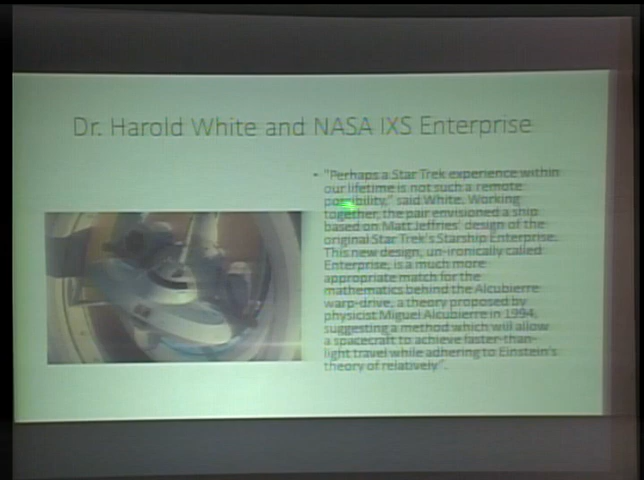 Dr. Harold White and NASA IXS Enterprise
• "Perhaps a Star Trek experience within
our lifetime is not such a remote
possibility," said White. Working
together, the pair envisioned a ship
based on Matt Jeffries' design of the
original Star Trek's Starship Enterprise.
This new design, un-ironically called
Enterprise, is a much more
appropriate match for the
mathematics behind the Alcubierre
warp-drive, a theory proposed by
physicist Miguel Alcubierre in 1994,
suggesting a method which will allow
a spacecraft to achieve faster-than-
light travel while adhering to Einstein's
theory of relatively".